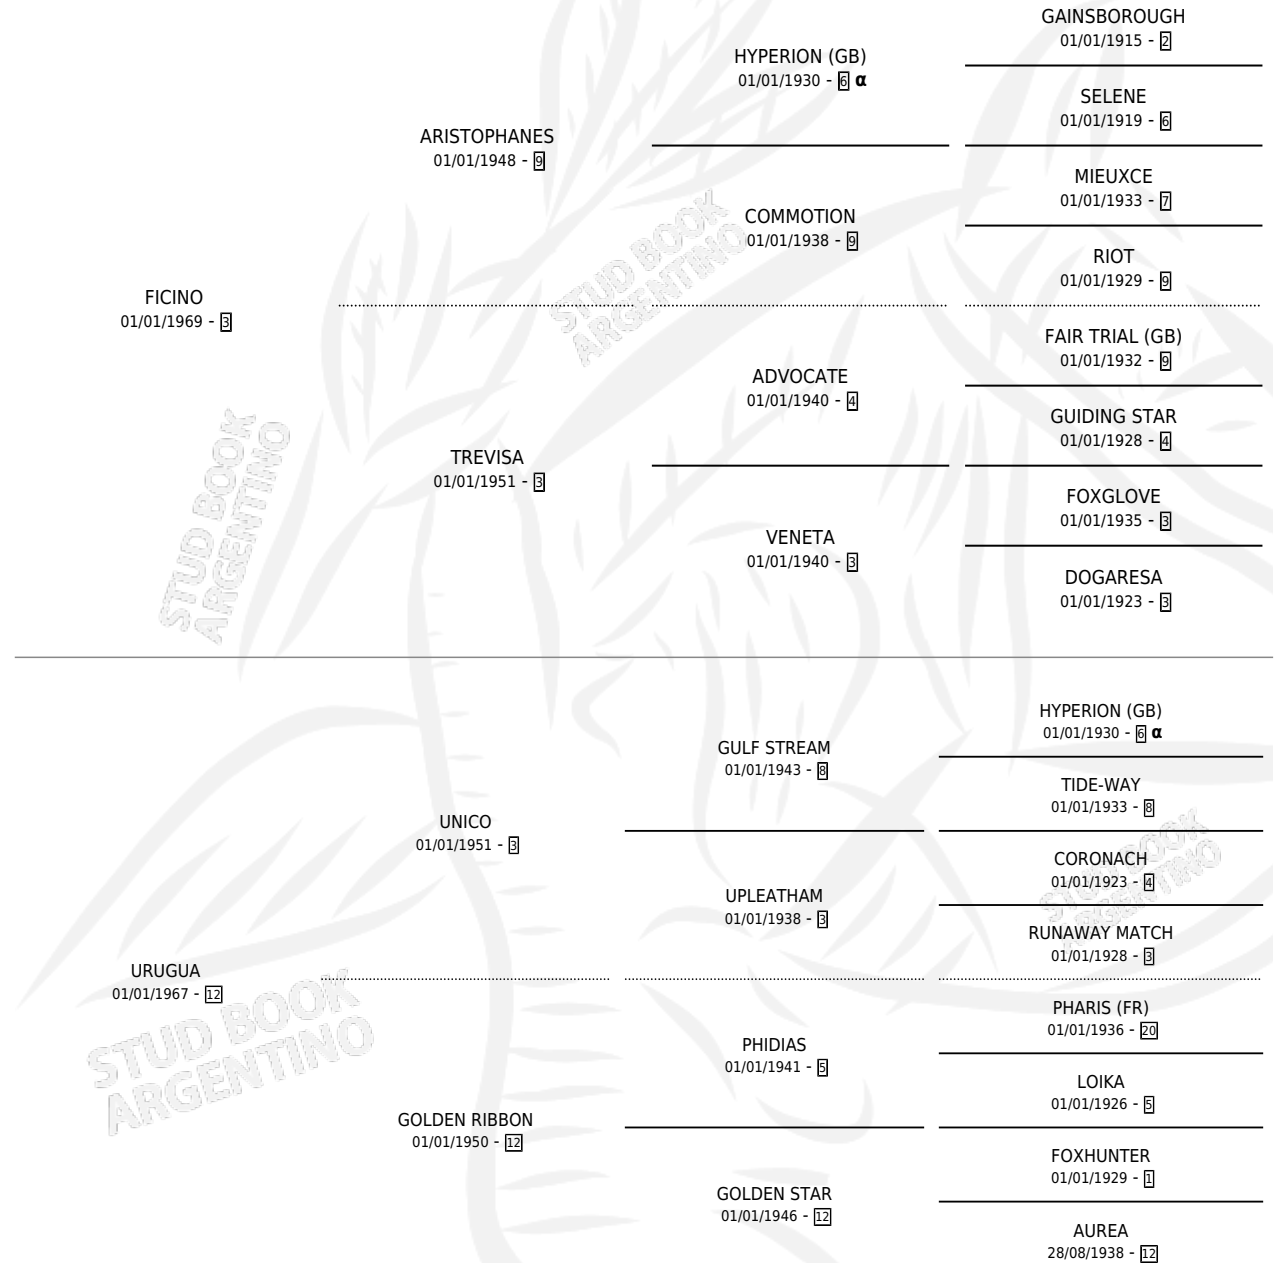 GAINSBOROUGH
01/01/1915 - 2
HYPERION (GB)
01/01/1930 - 6 α
SELENE
01/01/1919 - 6
ARISTOPHANES
01/01/1948 - 9
MIEUXCE
01/01/1933 - 7
COMMOTION
01/01/1938 - 9
RIOT
01/01/1929 - 9
STUD BOOK
ARGENTINO
FICINO
01/01/1969 - 3
FAIR TRIAL (GB)
01/01/1932 - 9
ADVOCATE
01/01/1940 - 4
GUIDING STAR
01/01/1928 - 4
TREVISA
01/01/1951 - 3
FOXGLOVE
01/01/1935 - 3
STUD BOOK
ARGENTINO
VENETA
01/01/1940 - 3
DOGARESA
01/01/1923 - 3
HYPERION (GB)
01/01/1930 - 6 α
GULF STREAM
01/01/1943 - 8
TIDE-WAY
01/01/1933 - 8
UNICO
01/01/1951 - 3
CORONACH
01/01/1923 - 4
STUD BOOK
ARGENTINO
UPLEATHAM
01/01/1938 - 3
RUNAWAY MATCH
01/01/1928 - 3
URUGUA
01/01/1967 - 12
STUD BOOK
ARGENTINO
PHARIS (FR)
01/01/1936 - 20
PHIDIAS
01/01/1941 - 5
LOIKA
01/01/1926 - 5
GOLDEN RIBBON
01/01/1950 - 12
FOXHUNTER
01/01/1929 - 1
GOLDEN STAR
01/01/1946 - 12
AUREA
28/08/1938 - 12